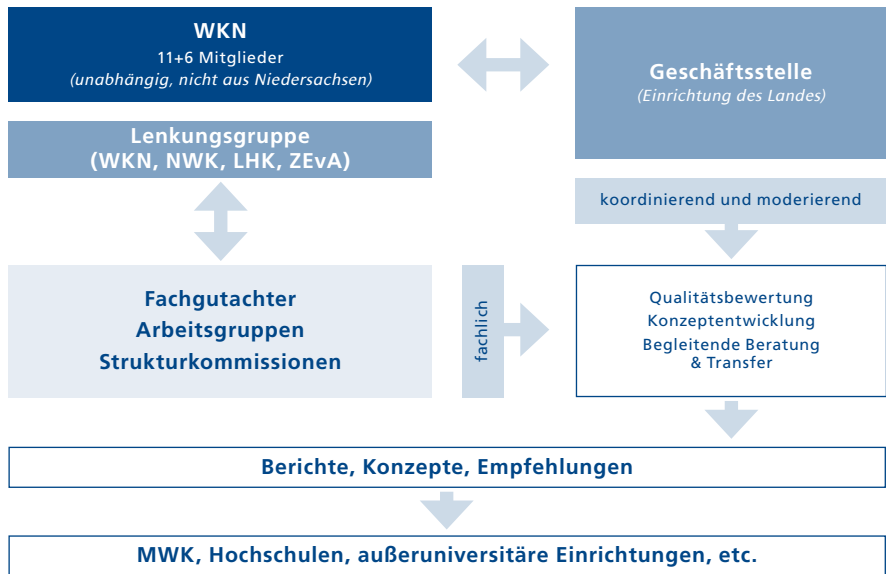 WKN
11+6 Mitglieder
(unabhängig, nicht aus Niedersachsen)
Geschäftsstelle
(Einrichtung des Landes)
Lenkungsgruppe
(WKN, NWK, LHK, ZEvA)
koordinierend und moderierend
Fachgutachter
Arbeitsgruppen
Strukturkommissionen
fachlich
Qualitätsbewertung
Konzeptentwicklung
Begleitende Beratung
& Transfer
Berichte, Konzepte, Empfehlungen
MWK, Hochschulen, außeruniversitäre Einrichtungen, etc.